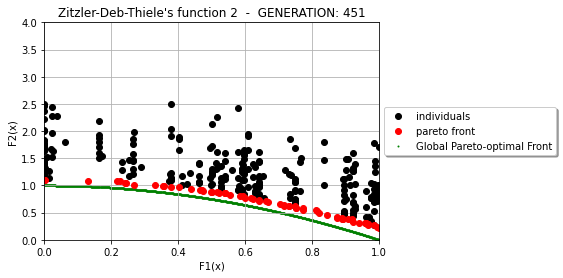 Zitzler-Deb-Thiele's function 2 - GENERATION: 451
4.0
3.5
3.0
2.5
2.0
1.5
1.0
0.5
0.0
F2(x)
0.0 0.2 0.4 0.6 0.8 1.0
F1(x)
individuals
pareto front
Global Pareto-optimal Front